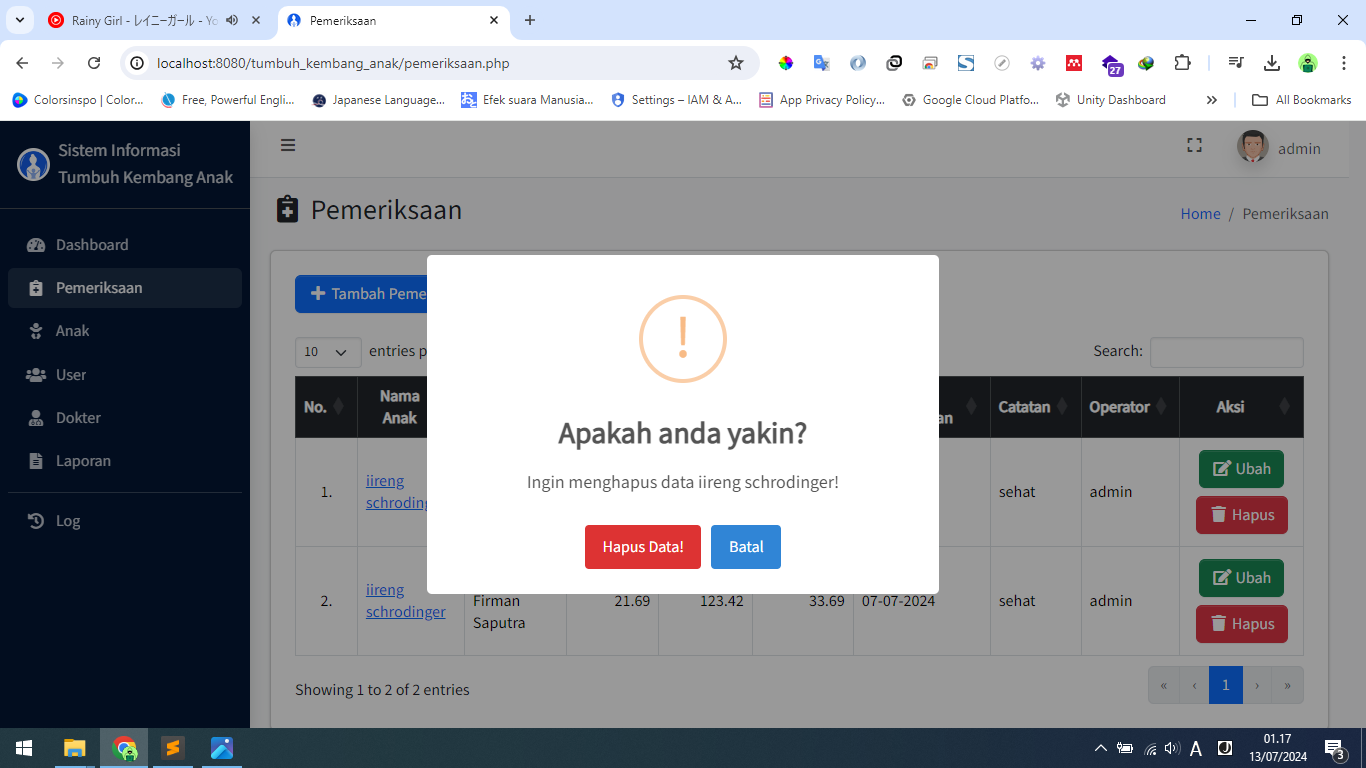 Rainy Girl - レイニーガール - Yo
Pemeriksaan
localhost:8080/tumbuh_kembang_anak/pemeriksaan.php
27
Colorsinspo | Color...
Free, Powerful Engli...
Japanese Language...
Efek suara Manusia...
Settings – IAM & A...
App Privacy Policy...
Google Cloud Platfo...
Unity Dashboard
All Bookmarks
Sistem Informasi
Tumbuh Kembang Anak
admin
Pemeriksaan
Home / Pemeriksaan
Dashboard
Pemeriksaan
Anak
User
Dokter
Laporan
Log
Tambah Peme
10 entries p
Search:
No.
Nama
Anak
an
Catatan
Operator
Aksi
1.
iireng
schroding
sehat
admin
Ubah
Hapus
2.
iireng
schrodinger
Firman
Saputra
21.69
123.42
33.69
07-07-2024
sehat
admin
Ubah
Hapus
Showing 1 to 2 of 2 entries
« ‹ 1 › »
!
Apakah anda yakin?
Ingin menghapus data iireng schrodinger!
Hapus Data!
Batal
A
J
01.17
13/07/2024
3